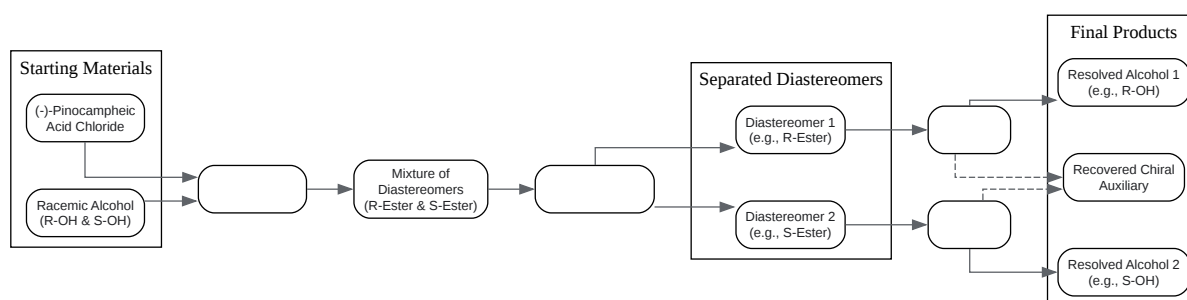 Starting Materials
(-)-Pinocampheic
Acid Chloride
Racemic Alcohol
(R-OH & S-OH)
Mixture of
Diastereomers
(R-Ester & S-Ester)
Separated Diastereomers
Diastereomer 1
(e.g., R-Ester)
Diastereomer 2
(e.g., S-Ester)
Final Products
Resolved Alcohol 1
(e.g., R-OH)
Recovered Chiral
Auxiliary
Resolved Alcohol 2
(e.g., S-OH)